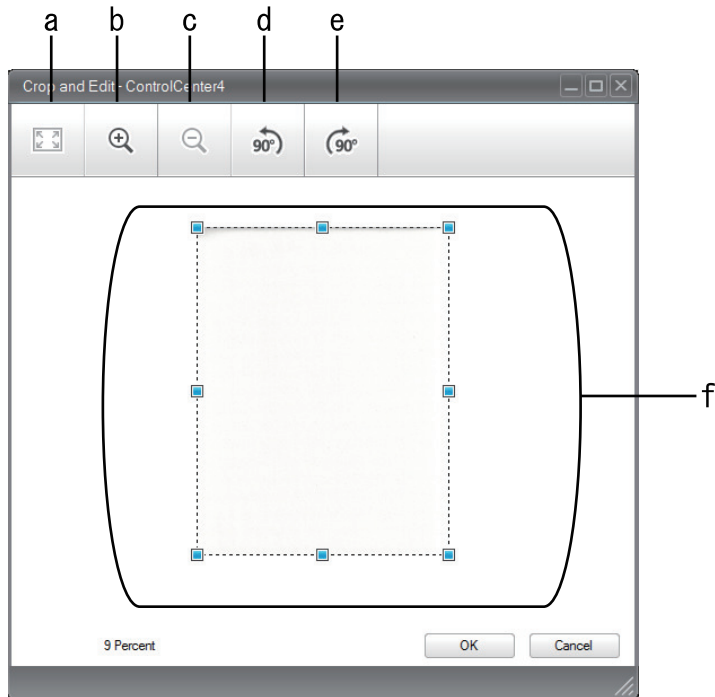 a b c d e
Crop and Edit - ControlCenter4
90° 90°
f
9 Percent OK Cancel